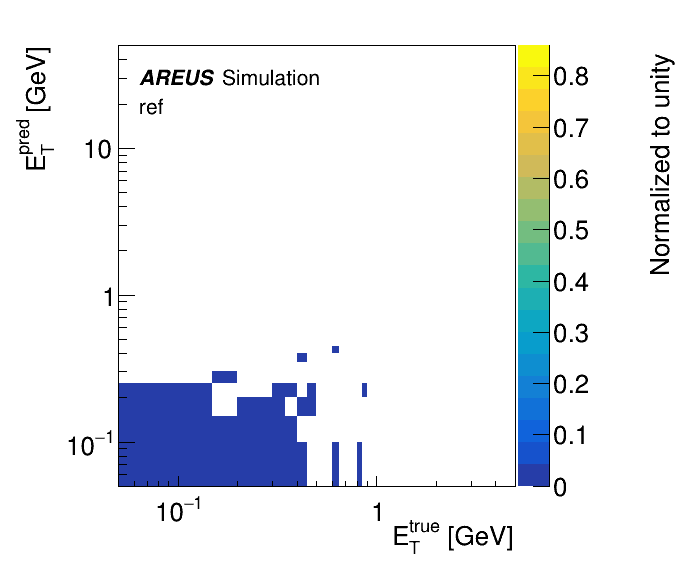 AREUS Simulation
ref
E_T^pred [GeV]
10
1
10⁻¹
10⁻¹
1
E_T^true [GeV]
0.8
0.7
0.6
0.5
0.4
0.3
0.2
0.1
0
Normalized to unity